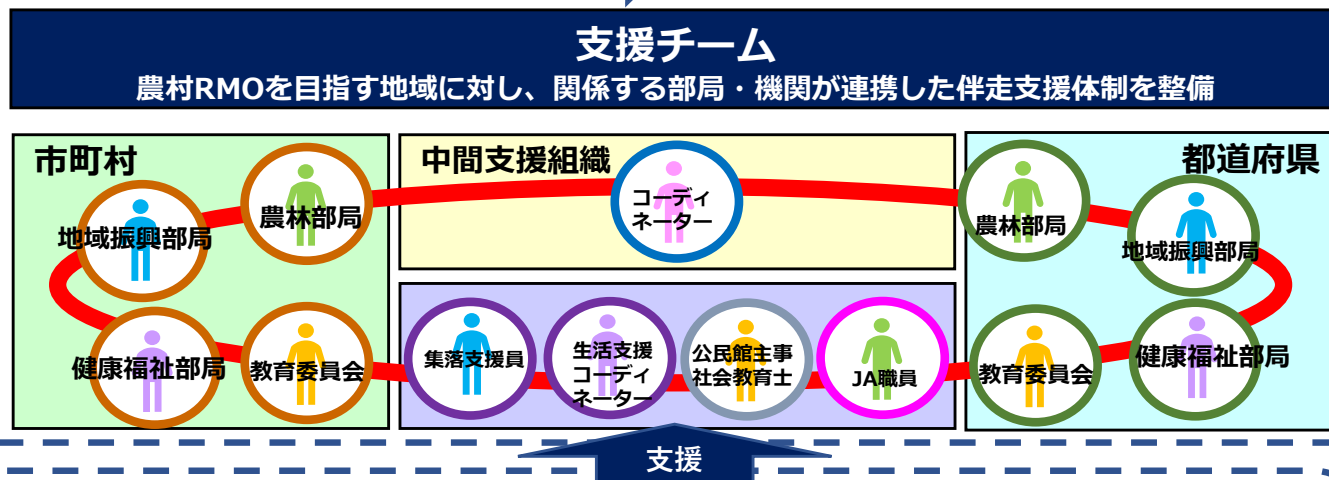 支援チーム
農村RMOを目指す地域に対し、関係する部局・機関が連携した伴走支援体制を整備
市町村
農林部局
地域振興部局
健康福祉部局
教育委員会
中間支援組織
コーディ
ネーター
集落支援員
生活支援
コーディ
ネーター
公民館主事
社会教育士
JA職員
都道府県
農林部局
地域振興部局
教育委員会
健康福祉部局
支援